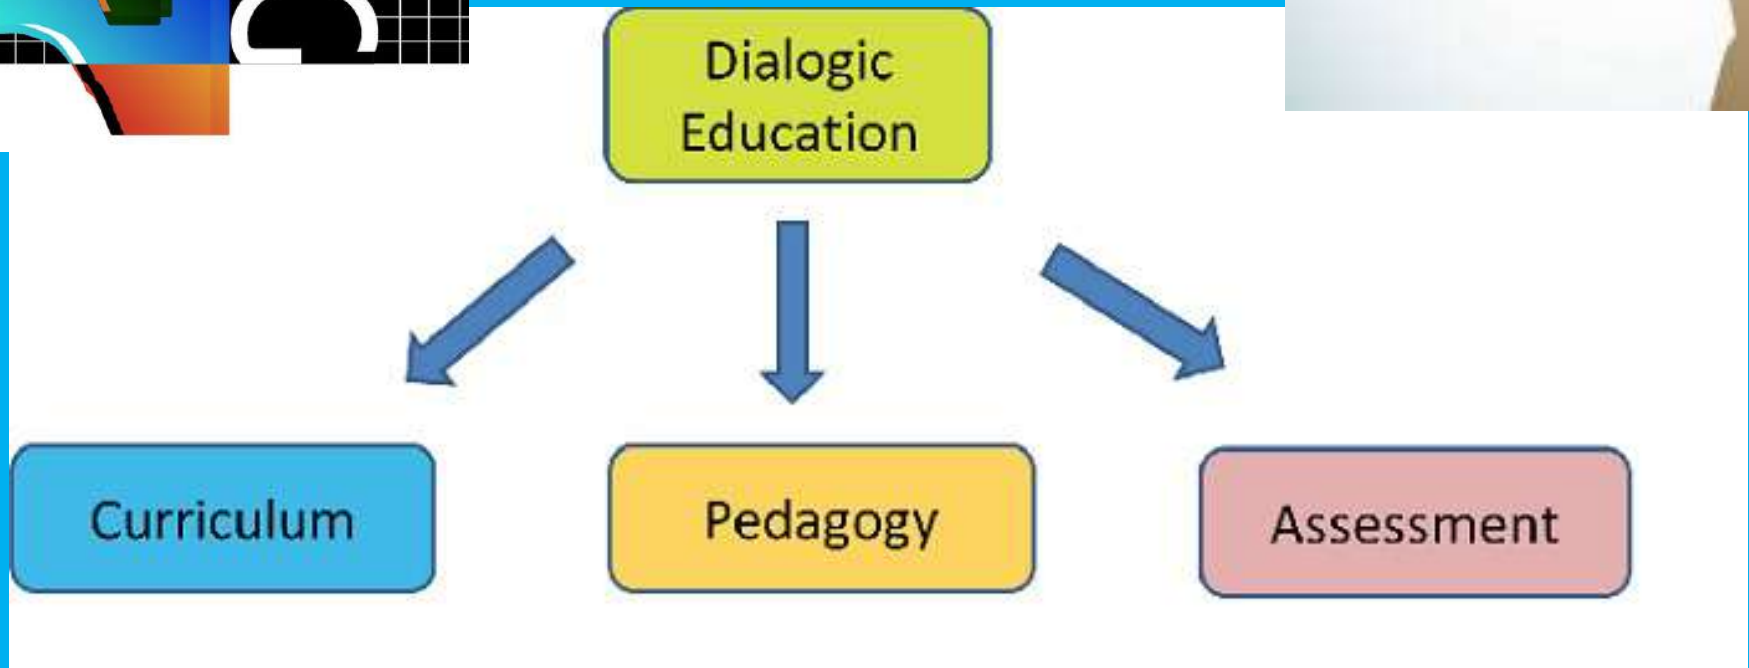 Dialogic
Education
Curriculum
Pedagogy
Assessment